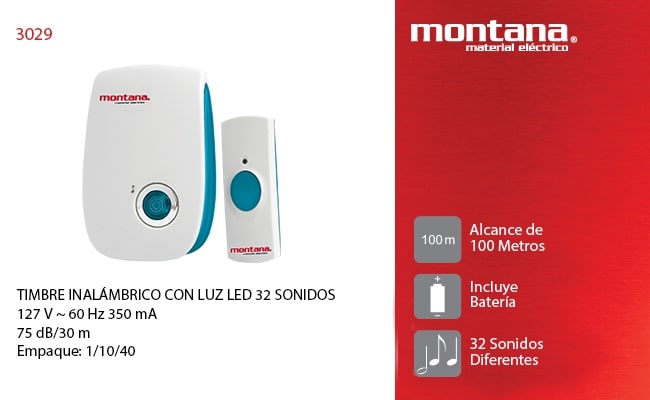 3029
montana®
material eléctrico
montana®
montana®
TIMBRE INALÁMBRICO CON LUZ LED 32 SONIDOS
127 V ~ 60 Hz 350 mA
75 dB/30 m
Empaque: 1/10/40
100 m
Alcance de
100 Metros
Incluye
Batería
32 Sonidos
Diferentes